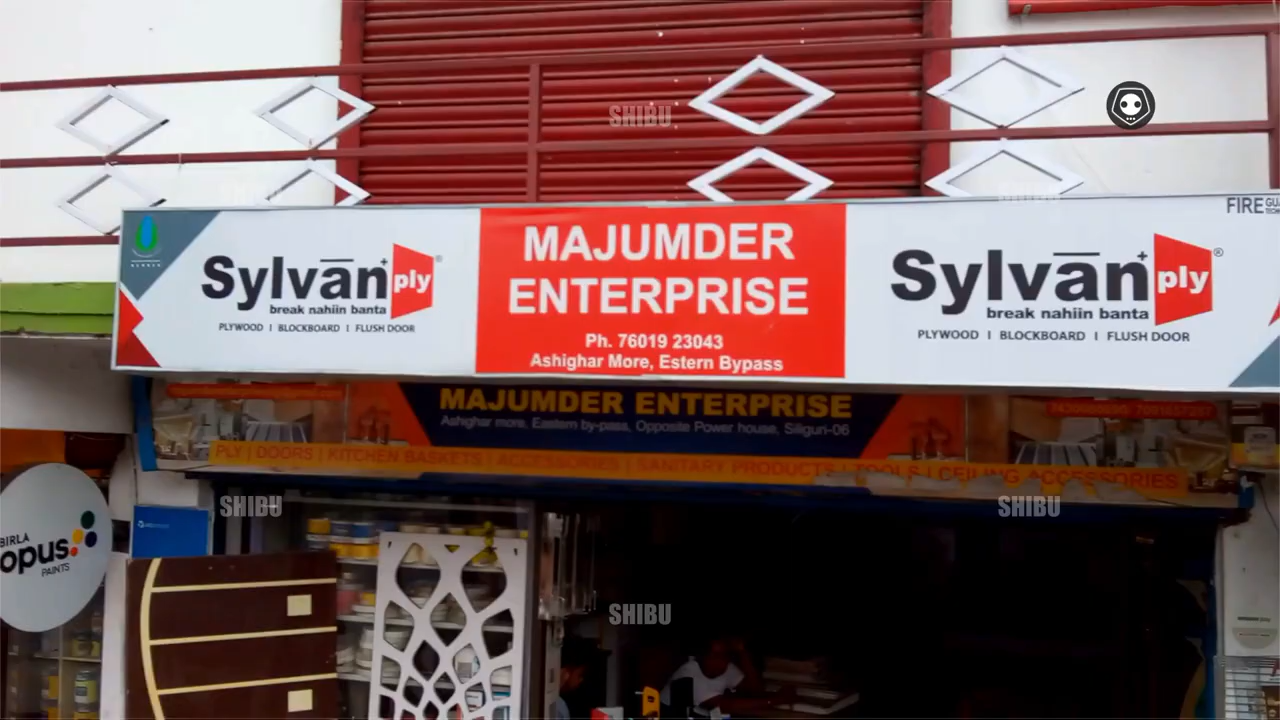 SHIBU
FIRE
Sylvan ply®
break nahiin banta
PLYWOOD | BLOCKBOARD | FLUSH DOOR
MAJUMDER
ENTERPRISE
Ph. 76019 23043
Ashighar More, Estern Bypass
Sylvan ply®
break nahiin banta
PLYWOOD | BLOCKBOARD | FLUSH DOOR
MAJUMDER ENTERPRISE
Ashighar more, Eastern by-pass, Opposite Power house, Siliguri-06
PLY | DOORS | KITCHEN BASKETS | ACCESSORIES | SANITARY PRODUCTS | TOOLS | CEILING ACCESSORIES
SHIBU
SHIBU
BIRLA
opus
PAINTS
SHIBU